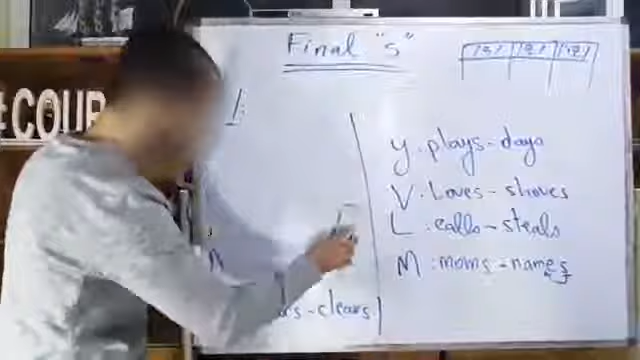 #COUR
Final "s"
/s/ /z/ /iz/
y. plays - days
V. Loves - shoves
L. calls - steals
M: moms - names
- clears